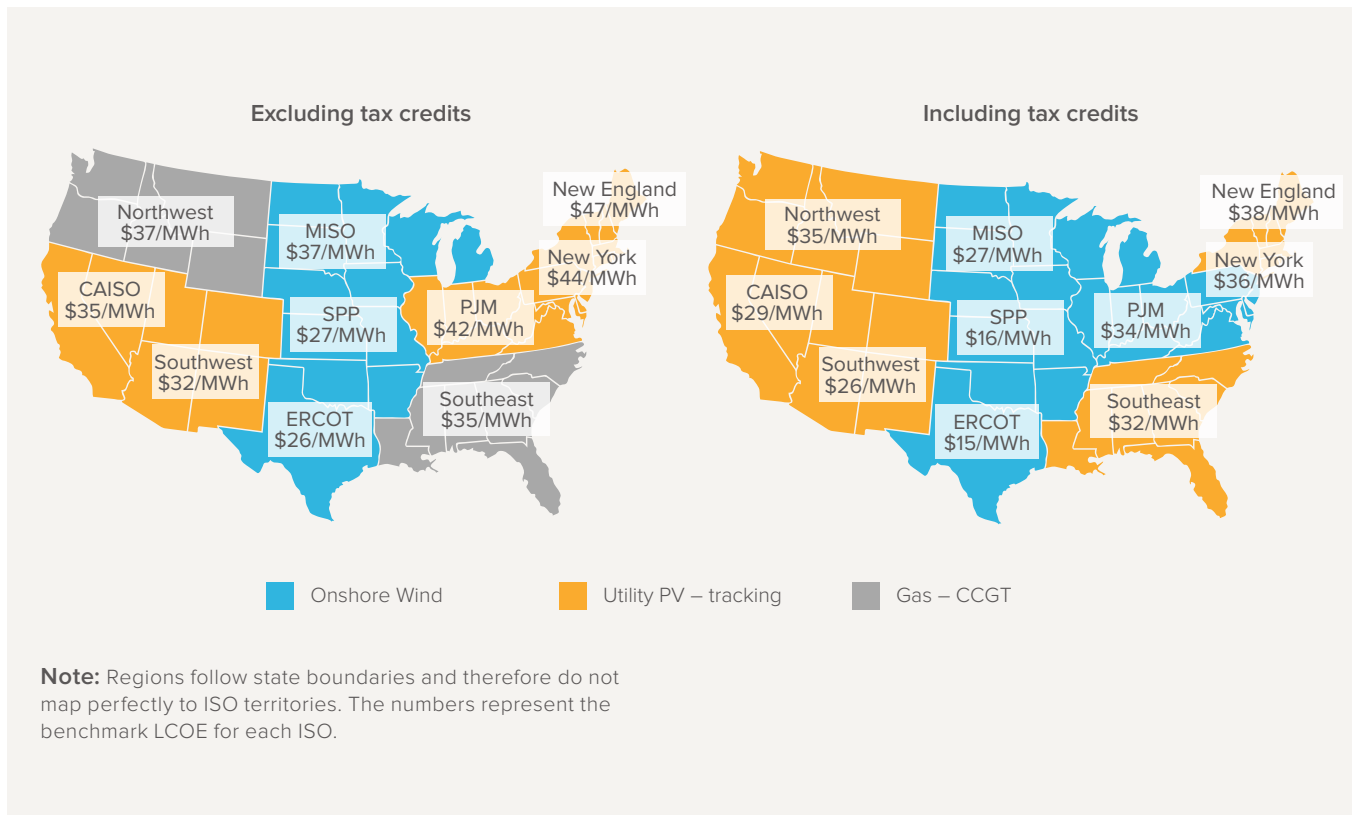 Excluding tax credits
Northwest
$37/MWh
MISO
$37/MWh
New England
$47/MWh
New York
$44/MWh
CAISO
$35/MWh
SPP
$27/MWh
PJM
$42/MWh
Southwest
$32/MWh
ERCOT
$26/MWh
Southeast
$35/MWh
Including tax credits
Northwest
$35/MWh
MISO
$27/MWh
New England
$38/MWh
New York
$36/MWh
CAISO
$29/MWh
SPP
$16/MWh
PJM
$34/MWh
Southwest
$26/MWh
ERCOT
$15/MWh
Southeast
$32/MWh
Onshore Wind
Utility PV – tracking
Gas – CCGT
Note: Regions follow state boundaries and therefore do not
map perfectly to ISO territories. The numbers represent the
benchmark LCOE for each ISO.